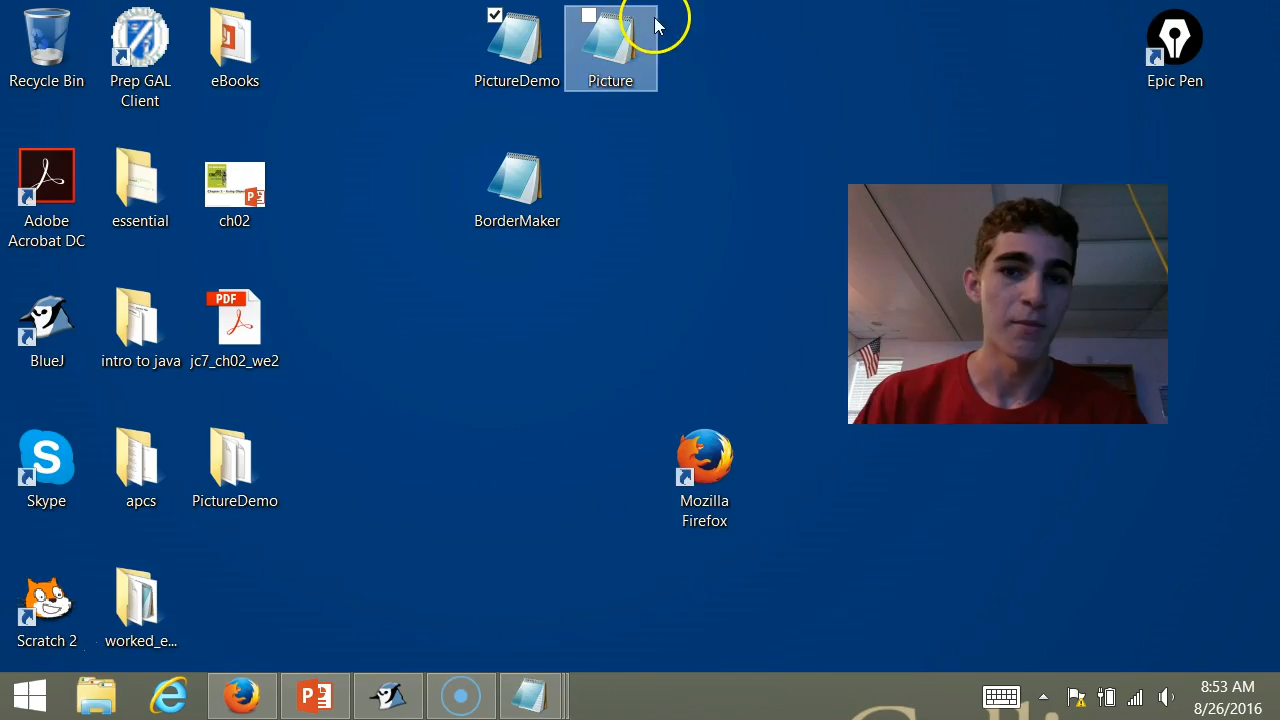 Recycle Bin
Prep GAL
Client
eBooks
PictureDemo
Picture
Epic Pen
Adobe
Acrobat DC
essential
ch02
BorderMaker
BlueJ
intro to java
PDF
jc7_ch02_we2
Skype
apcs
PictureDemo
Mozilla
Firefox
Scratch 2
worked_e...
8:53 AM
8/26/2016